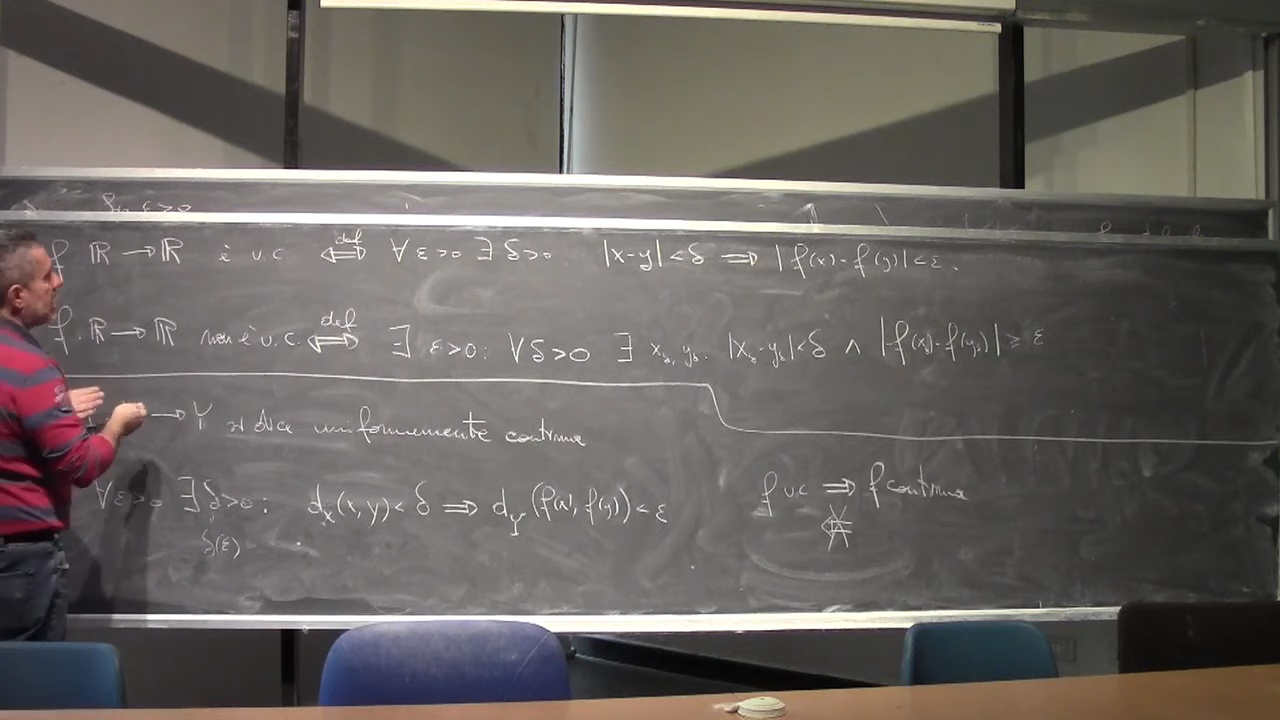 ε>0
f: ℝ → ℝ è u.c. ⇔ def ∀ε>0 ∃δ>0: |x-y|<δ ⇒ |f(x)-f(y)|<ε.
f: ℝ → ℝ non è u.c. ⇔ def ∃ ε>0: ∀δ>0 ∃ x_δ, y_δ: |x_δ-y_δ|<δ ∧ |f(x_δ)-f(y_δ)| ≥ ε
→ Y si dice uniformemente continua
∀ε>0 ∃δ>0: d_X(x,y)<δ ⇒ d_Y(f(x), f(y))<ε
δ(ε)
f u.c ⇒ f continua
⇍